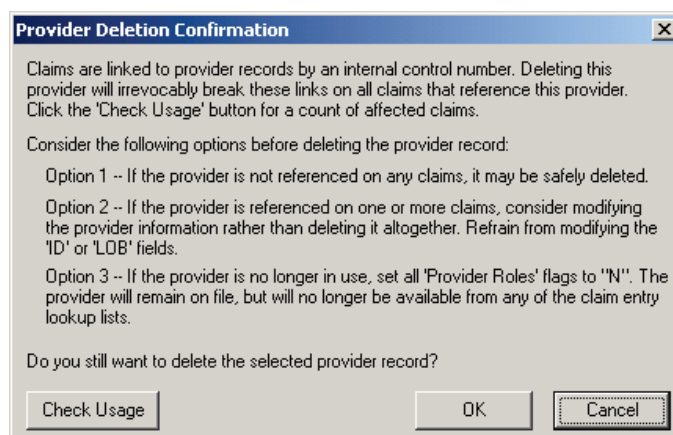 Provider Deletion Confirmation
Claims are linked to provider records by an internal control number. Deleting this
provider will irrevocably break these links on all claims that reference this provider.
Click the 'Check Usage' button for a count of affected claims.
Consider the following options before deleting the provider record:
Option 1 -- If the provider is not referenced on any claims, it may be safely deleted.
Option 2 -- If the provider is referenced on one or more claims, consider modifying
the provider information rather than deleting it altogether. Refrain from modifying the
'ID' or 'LOB' fields.
Option 3 -- If the provider is no longer in use, set all 'Provider Roles' flags to "N". The
provider will remain on file, but will no longer be available from any of the claim entry
lookup lists.
Do you still want to delete the selected provider record?
Check Usage OK Cancel